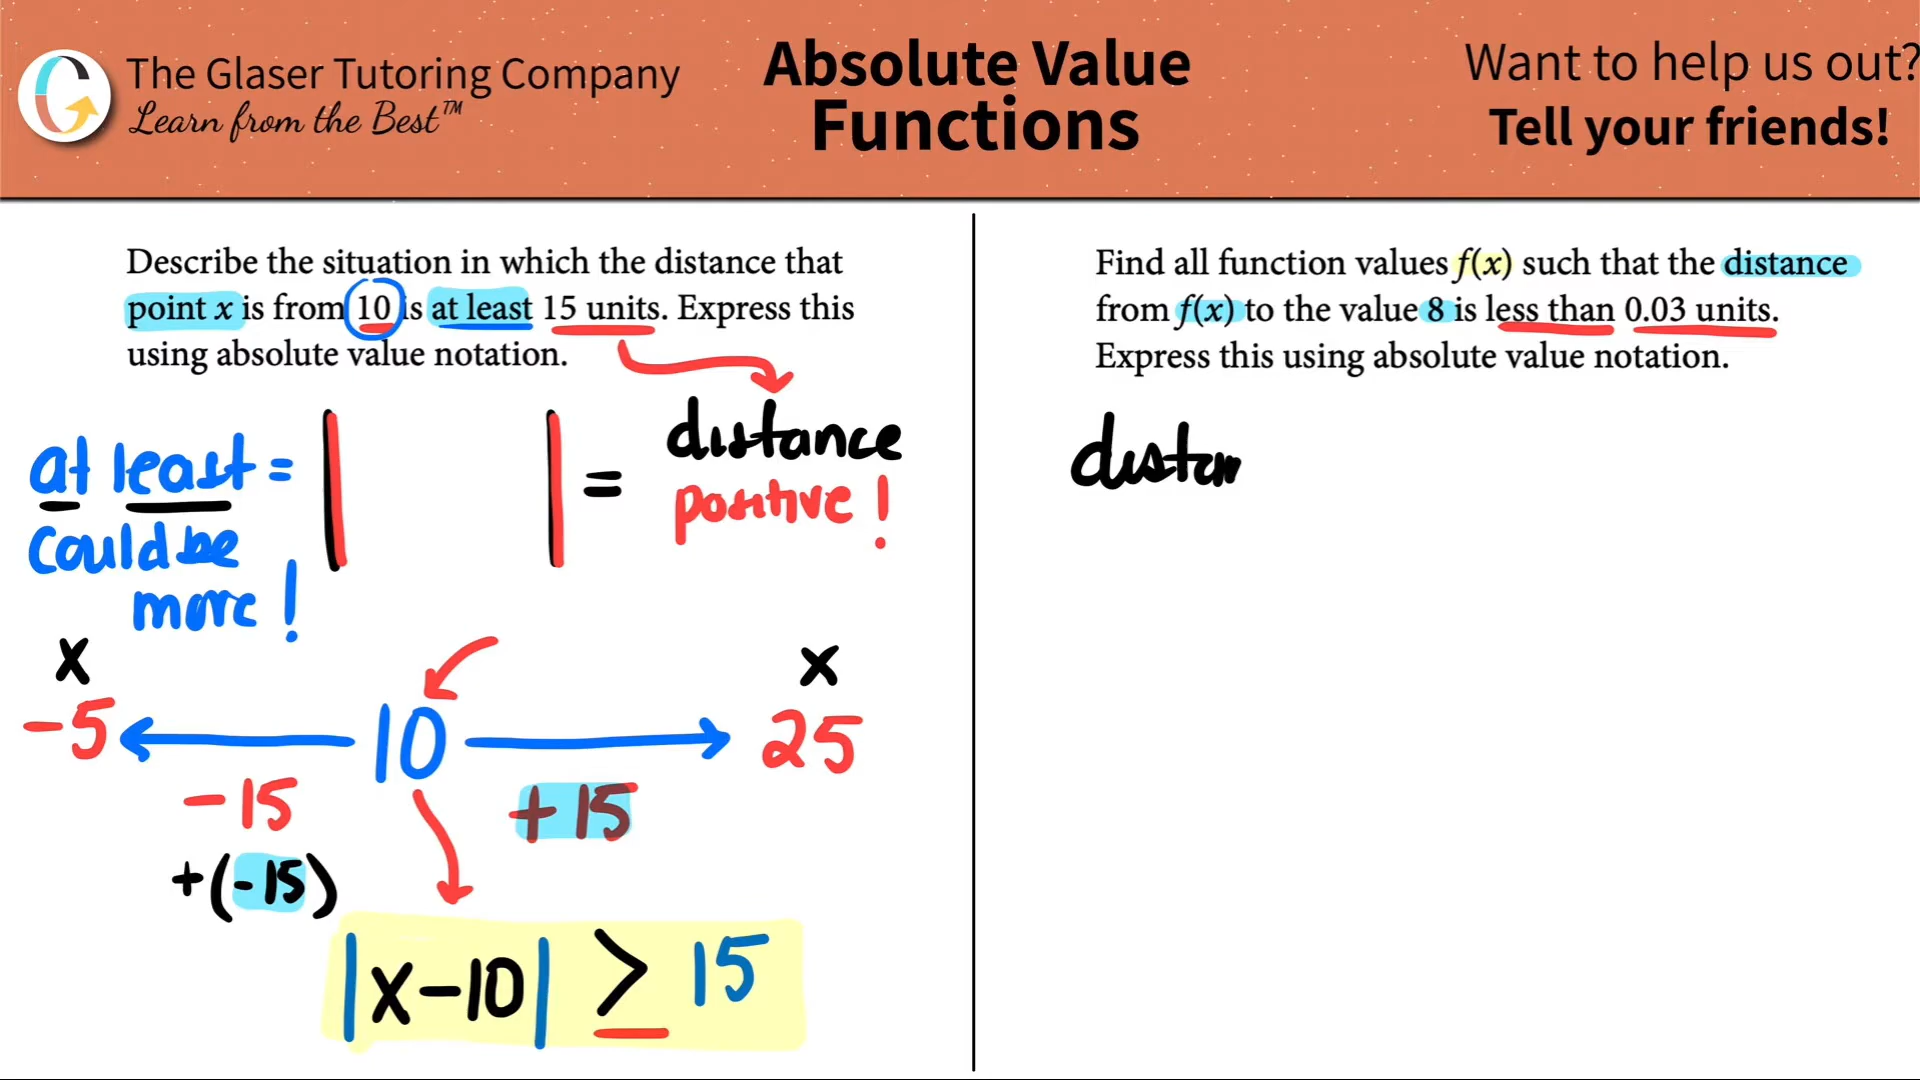 The Glaser Tutoring Company
Learn from the Best™
Absolute Value
Functions
Want to help us out?
Tell your friends!
Describe the situation in which the distance that
point x is from 10 is at least 15 units. Express this
using absolute value notation.
at least =
could be
more!
| | = distance
positive!
x
-5
10
x
25
-15
+15
+(-15)
|x-10| ≥ 15
Find all function values f(x) such that the distance
from f(x) to the value 8 is less than 0.03 units.
Express this using absolute value notation.
distan